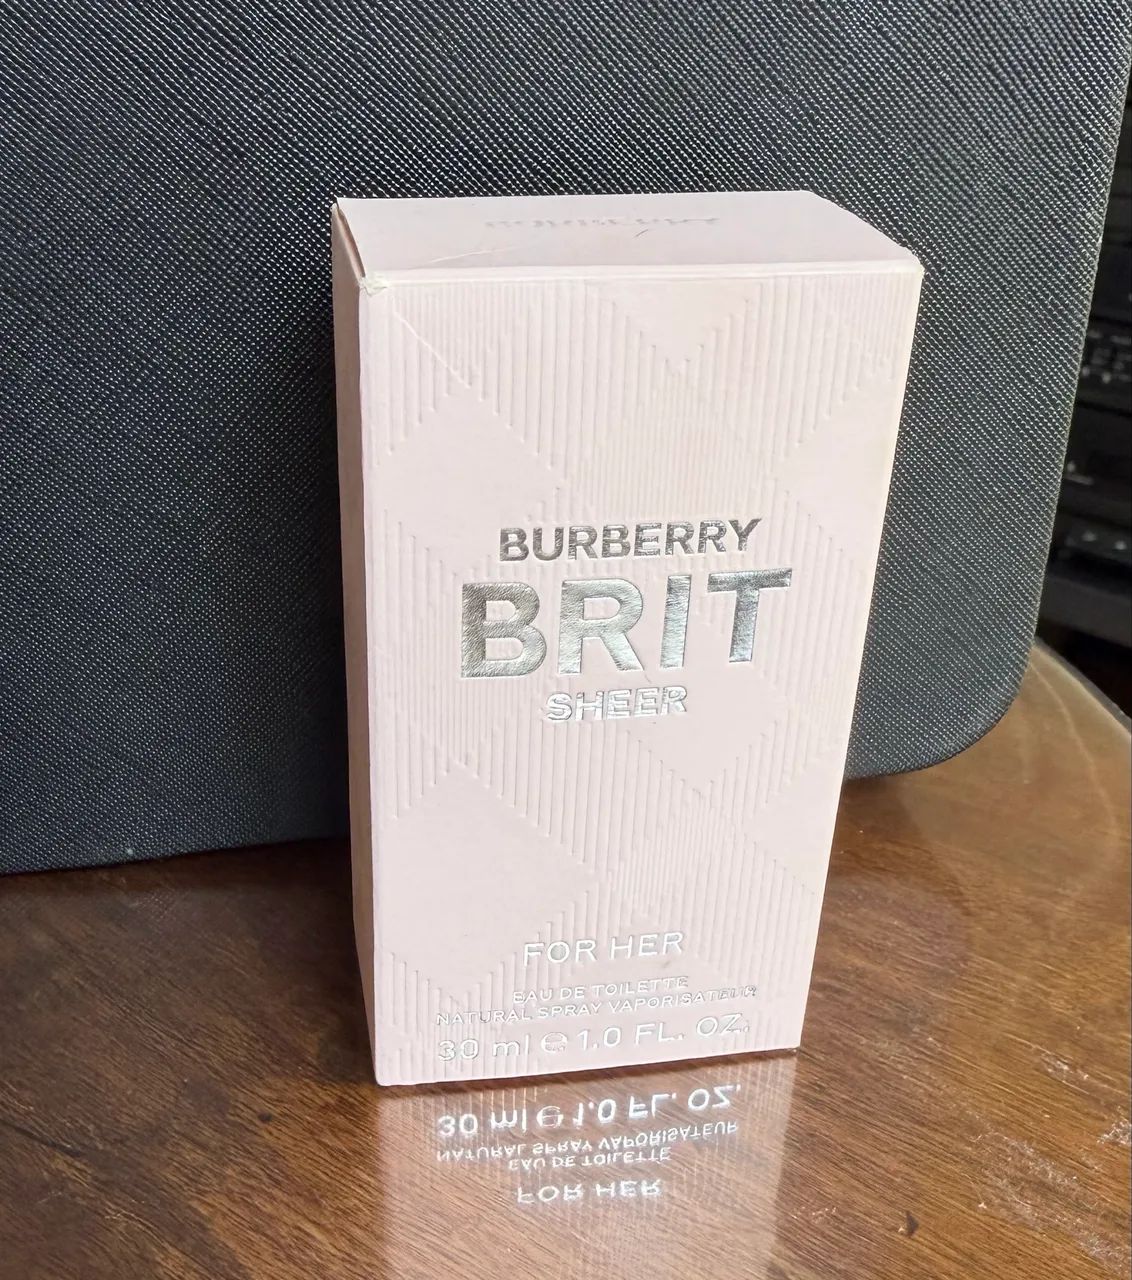 BURBERRY
BRIT
SHEER
FOR HER
EAU DE TOILETTE
NATURAL SPRAY VAPORISATEUR
30 ml ℮ 1.0 FL. OZ.